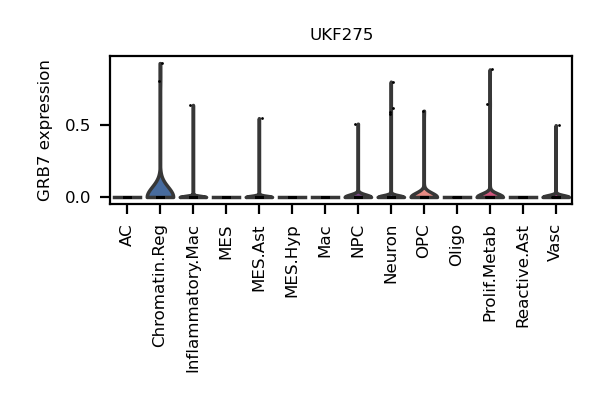 UKF275
GRB7 expression
0.5
0.0
AC
Chromatin.Reg
Inflammatory.Mac
MES
MES.Ast
MES.Hyp
Mac
NPC
Neuron
OPC
Oligo
Prolif.Metab
Reactive.Ast
Vasc